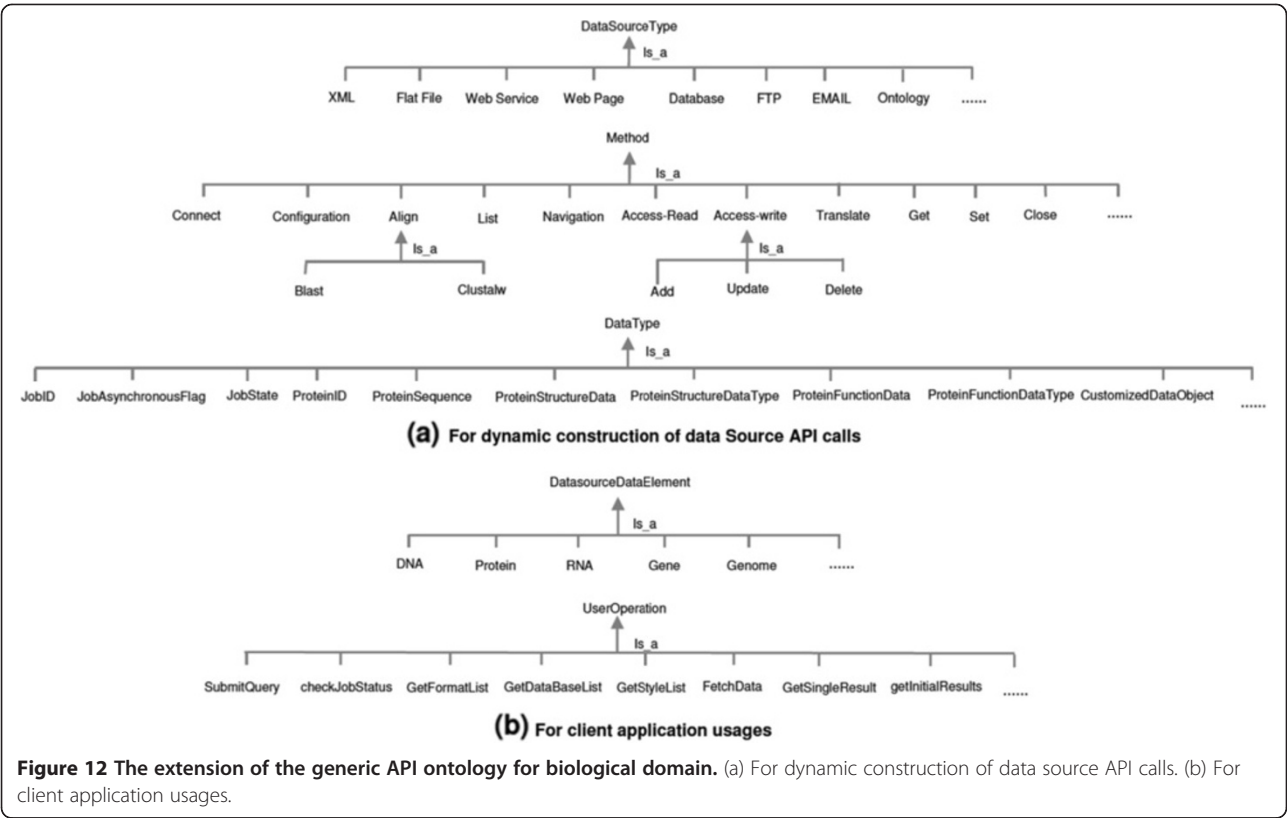 DataSourceType
Is_a
XML Flat File Web Service Web Page Database FTP EMAIL Ontology ......
Method
Is_a
Connect Configuration Align List Navigation Access-Read Access-write Translate Get Set Close ......
Is_a Is_a
Blast Clustalw Add Update Delete
DataType
Is_a
JobID JobAsynchronousFlag JobState ProteinID ProteinSequence ProteinStructureData ProteinStructureDataType ProteinFunctionData ProteinFunctionDataType CustomizedDataObject ......
(a) For dynamic construction of data Source API calls
DatasourceDataElement
Is_a
DNA Protein RNA Gene Genome ......
UserOperation
Is_a
SubmitQuery checkJobStatus GetFormatList GetDataBaseList GetStyleList FetchData GetSingleResult getInitialResults ......
(b) For client application usages
Figure 12 The extension of the generic API ontology for biological domain. (a) For dynamic construction of data source API calls. (b) For
client application usages.